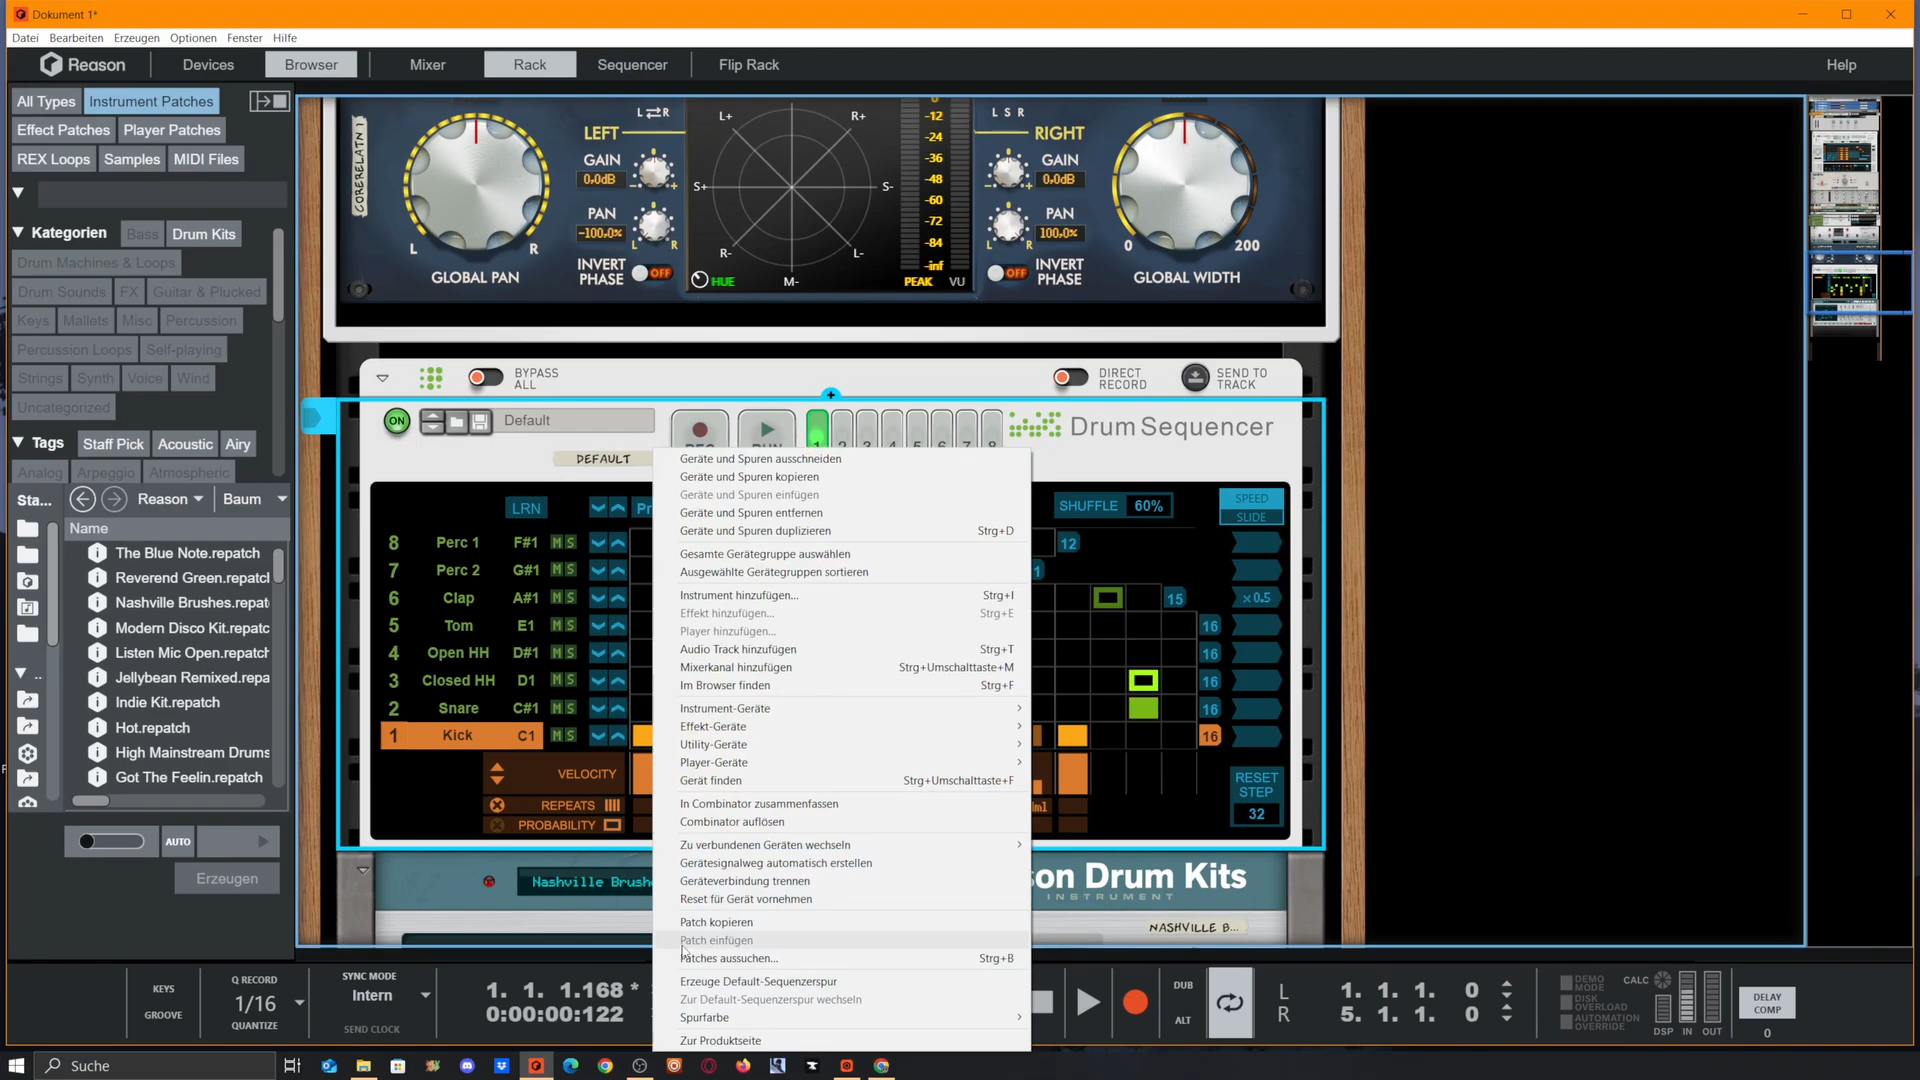 Dokument 1*
Datei Bearbeiten Erzeugen Optionen Fenster Hilfe
Reason Devices Browser Mixer Rack Sequencer Flip Rack Help
All Types Instrument Patches
Effect Patches Player Patches
REX Loops Samples MIDI Files
Kategorien Bass Drum Kits
Drum Machines & Loops
Drum Sounds FX Guitar & Plucked
Keys Mallets Misc Percussion
Percussion Loops Self-playing
Strings Synth Voice Wind
Uncategorized
Tags Staff Pick Acoustic Airy
Analog Arpeggio Atmospheric
Sta... Reason Baum
Name
The Blue Note.repatch
Reverend Green.repatch
Nashville Brushes.repat
Modern Disco Kit.repatc
Listen Mic Open.repatch
Jellybean Remixed.repa
Indie Kit.repatch
Hot.repatch
High Mainstream Drums
Got The Feelin.repatch
AUTO
Erzeugen
CORERELATN 1
L R
GLOBAL PAN
L R
LEFT
GAIN
0,0dB
PAN
-100,0%
L R
INVERT
PHASE
OFF
L+ R+
S+ S-
R- L-
M-
HUE
0
-12
-24
-36
-48
-60
-72
-84
-inf
PEAK VU
L S R
RIGHT
GAIN
0,0dB
PAN
100,0%
L R
INVERT
PHASE
OFF
0 200
GLOBAL WIDTH
BYPASS
ALL
DIRECT
RECORD
SEND TO
TRACK
ON Default
REC RUN 1 2 3 4 5 6 7 8
Drum Sequencer
DEFAULT
LRN Pr SHUFFLE 60% SPEED
SLIDE
8 Perc 1 F#1 M S 12
7 Perc 2 G#1 M S 1
6 Clap A#1 M S 15 x0.5
5 Tom E1 M S 16
4 Open HH D#1 M S 16
3 Closed HH D1 M S 16
2 Snare C#1 M S 16
1 Kick C1 M S 16
VELOCITY
REPEATS
PROBABILITY
RESET
STEP
32
Nashville Brushe
son Drum Kits
INSTRUMENT
NASHVILLE B...
Geräte und Spuren ausschneiden
Geräte und Spuren kopieren
Geräte und Spuren einfügen
Geräte und Spuren entfernen
Geräte und Spuren duplizieren Strg+D
Gesamte Gerätegruppe auswählen
Ausgewählte Gerätegruppen sortieren
Instrument hinzufügen... Strg+I
Effekt hinzufügen... Strg+E
Player hinzufügen...
Audio Track hinzufügen Strg+T
Mixerkanal hinzufügen Strg+Umschalttaste+M
Im Browser finden Strg+F
Instrument-Geräte
Effekt-Geräte
Utility-Geräte
Player-Geräte
Gerät finden Strg+Umschalttaste+F
In Combinator zusammenfassen
Combinator auflösen
Zu verbundenen Geräten wechseln
Gerätesignalweg automatisch erstellen
Geräteverbindung trennen
Reset für Gerät vornehmen
Patch kopieren
Patch einfügen
Patches aussuchen... Strg+B
Erzeuge Default-Sequenzerspur
Zur Default-Sequenzerspur wechseln
Spurfarbe
Zur Produktseite
KEYS
GROOVE
Q RECORD
1/16
QUANTIZE
SYNC MODE
Intern
SEND CLOCK
1. 1. 1.168 *
0:00:00:122
DUB
ALT
L 1. 1. 1. 0
R 5. 1. 1. 0
DEMO
MODE
DISK
OVERLOAD
AUTOMATION
OVERRIDE
CALC
DSP IN OUT
DELAY
COMP
0
Suche